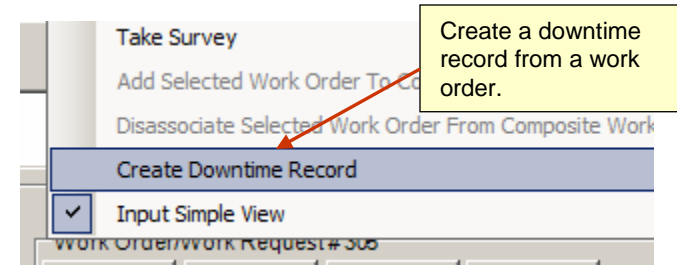 Take Survey
Create a downtime
record from a work
order.
Add Selected Work Order To Co
Disassociate Selected Work Order From Composite Work
Create Downtime Record
Input Simple View
Work Order/Work Request # 306